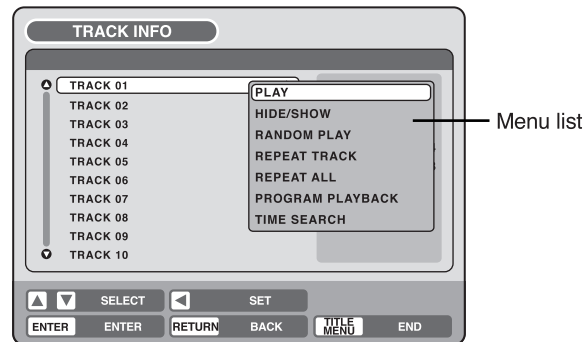 TRACK INFO
TRACK 01
TRACK 02
TRACK 03
TRACK 04
TRACK 05
TRACK 06
TRACK 07
TRACK 08
TRACK 09
TRACK 10
PLAY
HIDE/SHOW
RANDOM PLAY
REPEAT TRACK
REPEAT ALL
PROGRAM PLAYBACK
TIME SEARCH
Menu list
SELECT SET
ENTER ENTER RETURN BACK TITLE MENU END